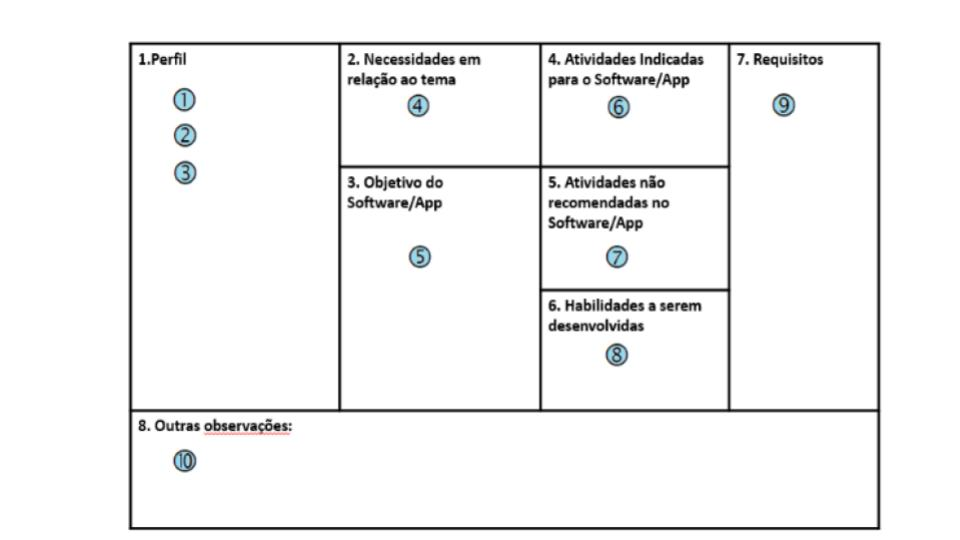 1.Perfil
①
②
③
2. Necessidades em
relação ao tema
④
3. Objetivo do
Software/App
⑤
4. Atividades Indicadas
para o Software/App
⑥
5. Atividades não
recomendadas no
Software/App
⑦
6. Habilidades a serem
desenvolvidas
⑧
7. Requisitos
⑨
8. Outras observações:
⑩